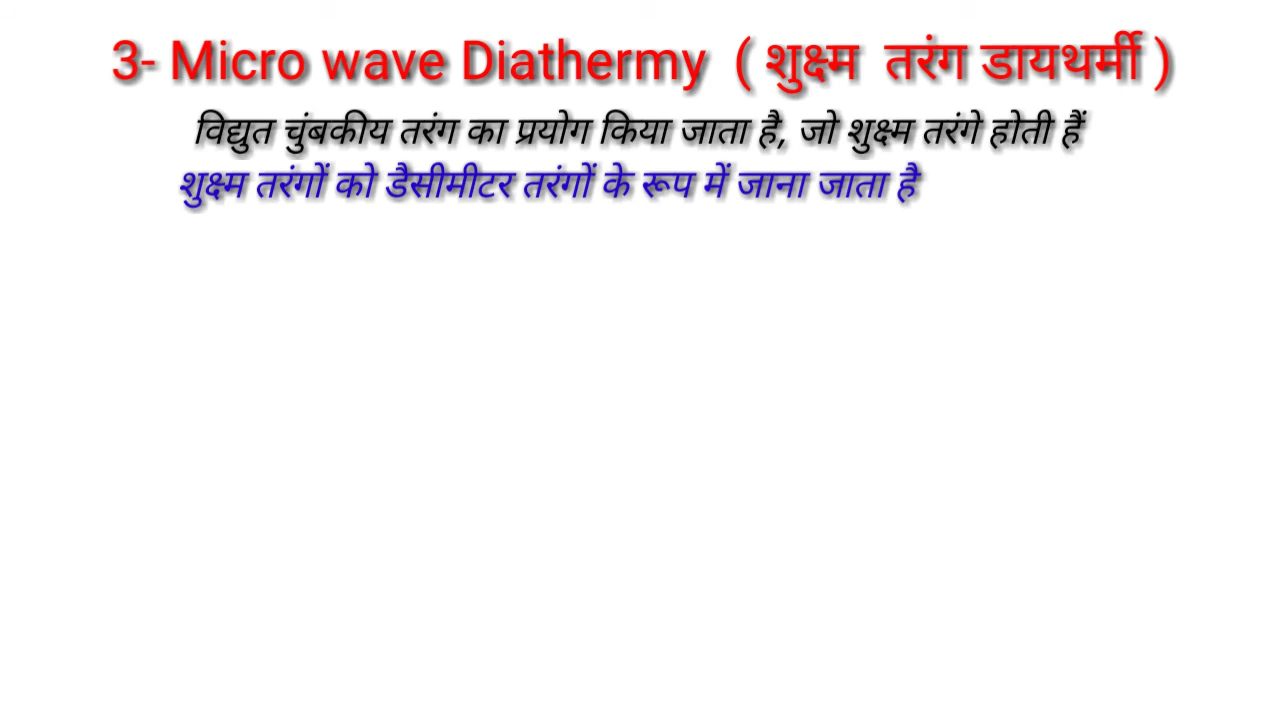 3- Micro wave Diathermy ( शुक्ष्म तरंग डायथर्मी )
विद्युत चुंबकीय तरंग का प्रयोग किया जाता है, जो शुक्ष्म तरंगे होती हैं
शुक्ष्म तरंगों को डैसीमीटर तरंगों के रूप में जाना जाता है